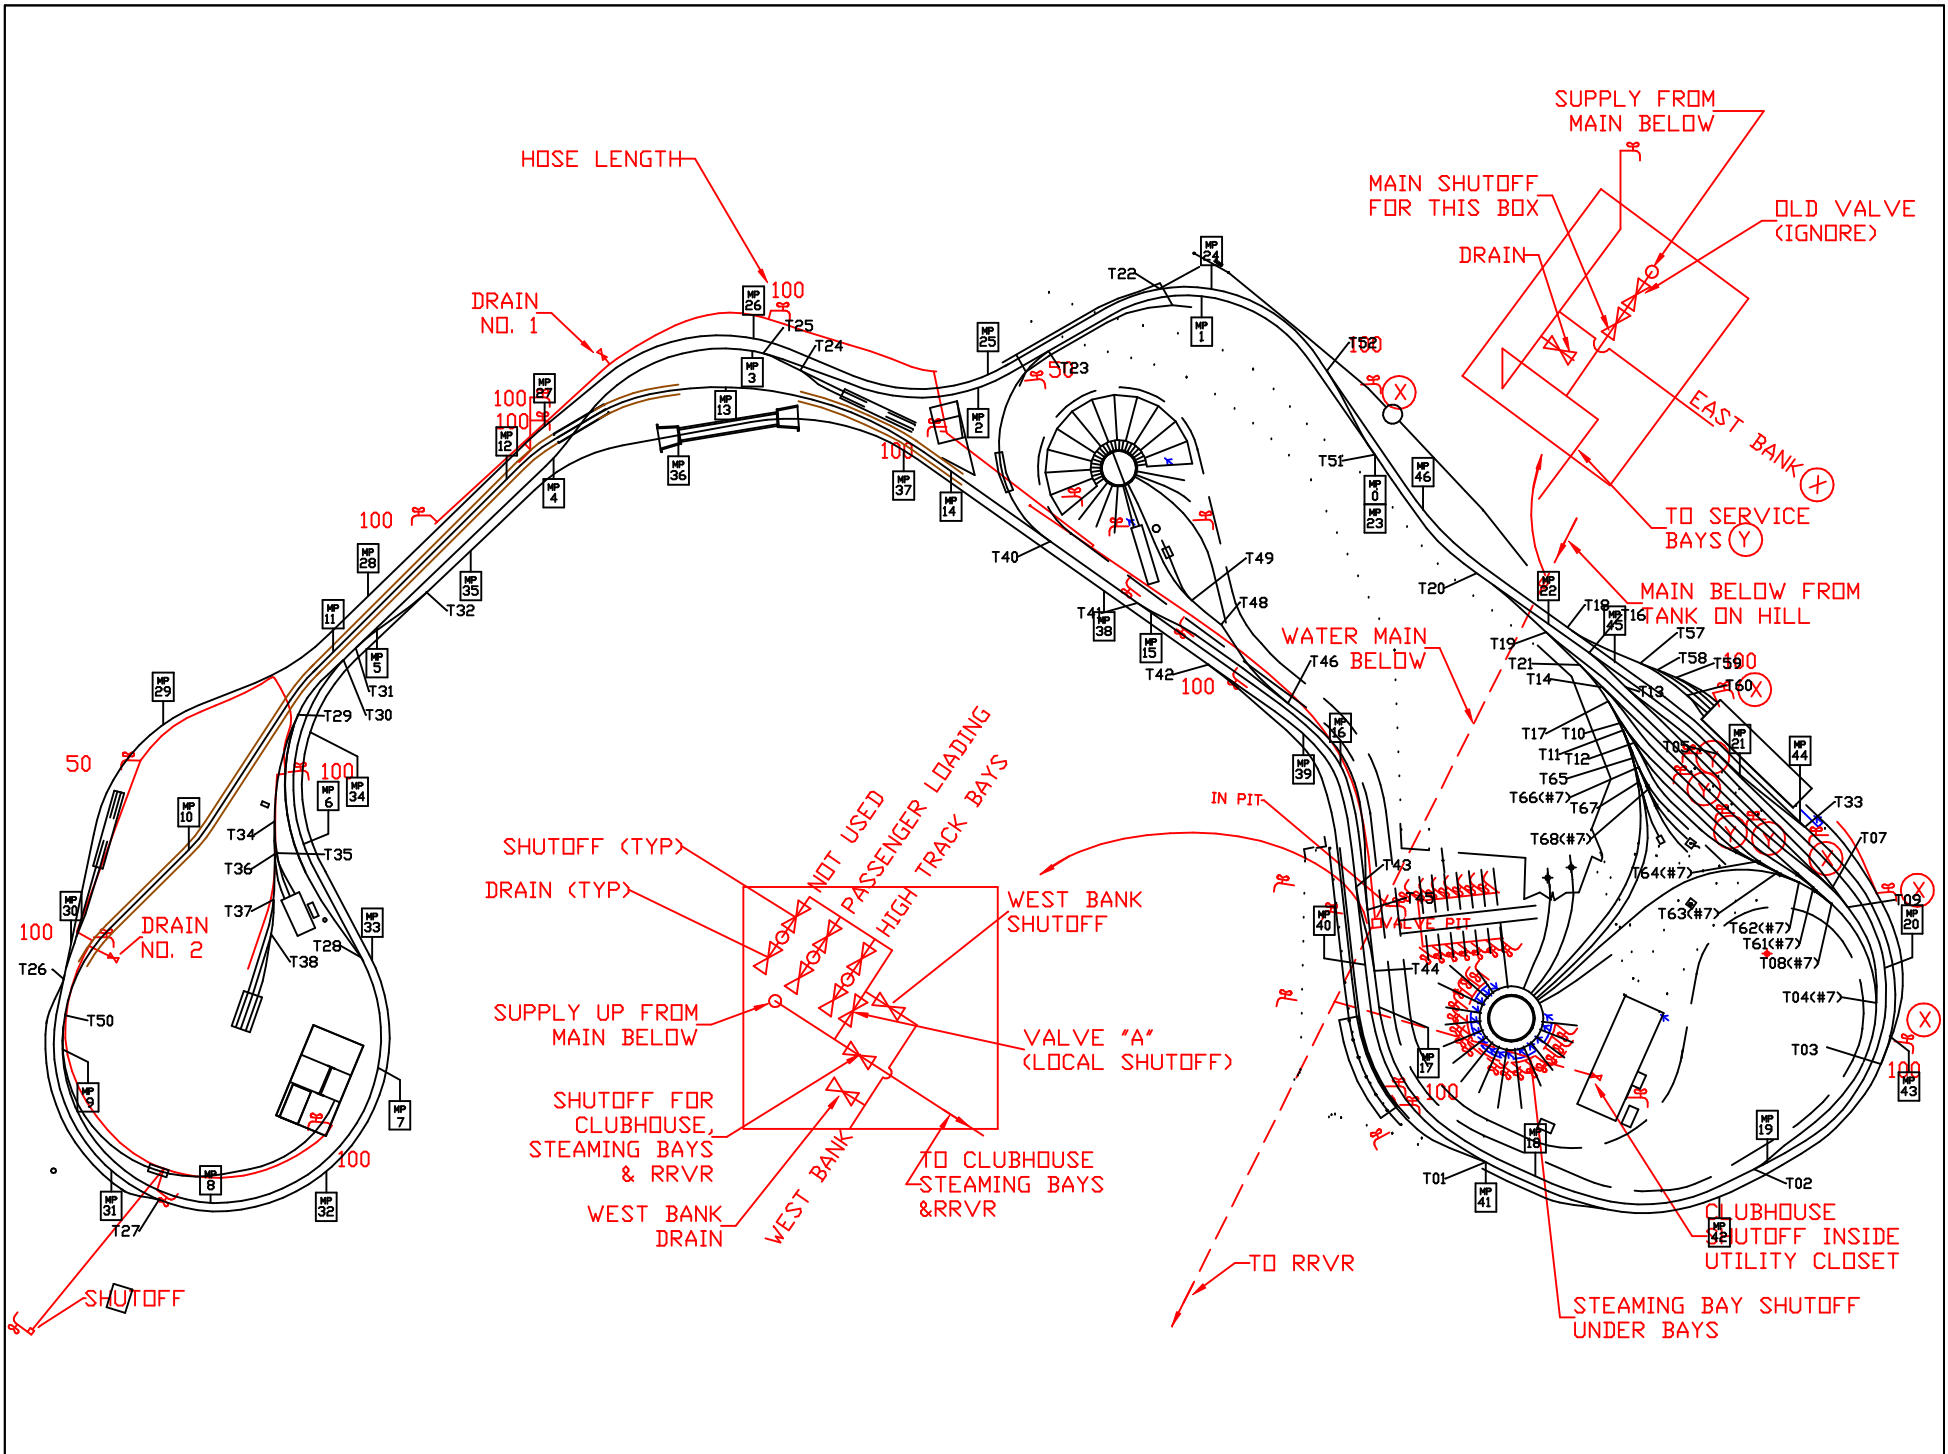 SUPPLY FROM
MAIN BELOW
HOSE LENGTH
MAIN SHUTOFF
FOR THIS BOX
OLD VALVE
(IGNORE)
DRAIN
EAST BANK X
TO SERVICE
BAYS Y
MAIN BELOW FROM
TANK ON HILL
WATER MAIN
BELOW
DRAIN
NO. 1
100
MP
26
T25
T24
MP
3
MP
13
MP
27
100
100
MP
12
MP
4
100
MP
36
100
MP
37
MP
14
MP
25
MP
2
T23
50
T22
MP
24
MP
1
T52
100
X
T51
MP
0
MP
23
MP
46
T20
MP
22
T18
T16
MP
45
T19
T57
T58
T59
100
T60
X
T21
T14
T13
T17
T10
T11
T12
T05
T65
T66(#7)
T67
T68(#7)
MP
21
MP
44
T33
T07
Y
Y
Y
Y
X
X
T64(#7)
T63(#7)
T62(#7)
T61(#7)
T08(#7)
T09
MP
20
T04(#7)
X
T03
100
MP
43
MP
19
T02
MP
42
MP
18
T01
MP
41
MP
17
100
T44
MP
40
T45
VALVE PIT
T43
IN PIT
MP
16
MP
39
T46
100
T42
MP
15
T41
MP
38
T40
T49
T48
MP
28
MP
35
T32
MP
11
MP
5
T31
T30
T29
MP
29
50
MP
10
100
MP
34
MP
6
T34
T35
T36
T37
T38
T28
MP
33
MP
30
100
DRAIN
NO. 2
T26
T50
MP
9
MP
7
100
MP
8
MP
31
T27
MP
32
SHUTOFF
SHUTOFF (TYP)
DRAIN (TYP)
NOT USED
PASSENGER LOADING
HIGH TRACK BAYS
WEST BANK
SHUTOFF
SUPPLY UP FROM
MAIN BELOW
VALVE "A"
(LOCAL SHUTOFF)
SHUTOFF FOR
CLUBHOUSE,
STEAMING BAYS
& RRVR
WEST BANK
DRAIN
WEST BANK
TO CLUBHOUSE
STEAMING BAYS
&RRVR
TO RRVR
CLUBHOUSE
SHUTOFF INSIDE
UTILITY CLOSET
STEAMING BAY SHUTOFF
UNDER BAYS